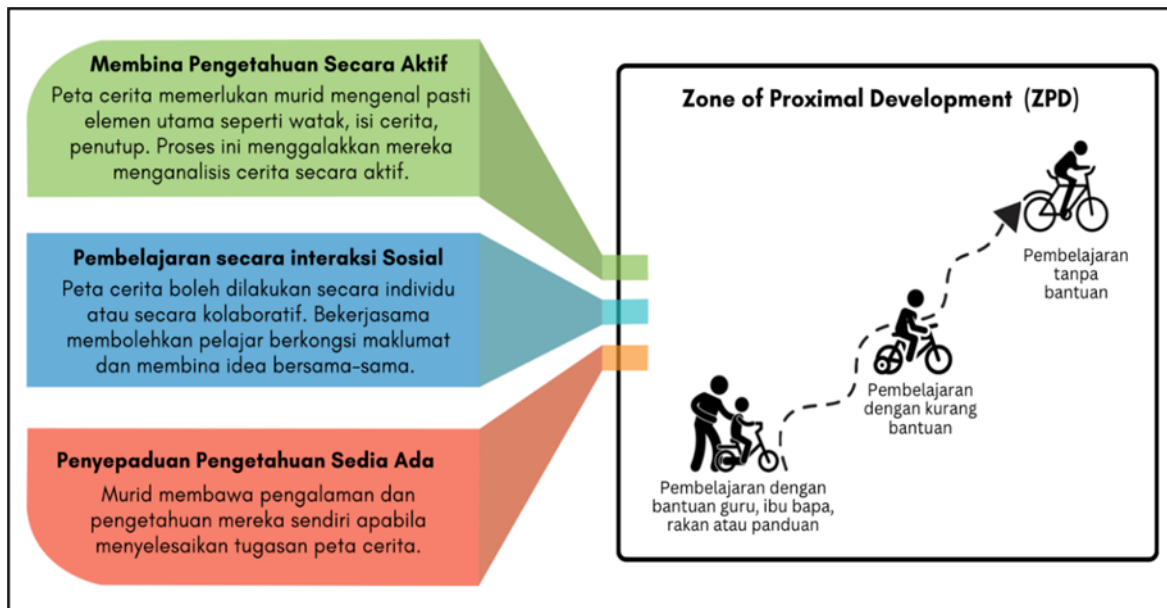 Membina Pengetahuan Secara Aktif
Peta cerita memerlukan murid mengenal pasti
elemen utama seperti watak, isi cerita,
penutup. Proses ini menggalakkan mereka
menganalisis cerita secara aktif.
Pembelajaran secara interaksi Sosial
Peta cerita boleh dilakukan secara individu
atau secara kolaboratif. Bekerjasama
membolehkan pelajar berkongsi maklumat
dan membina idea bersama-sama.
Penyepaduan Pengetahuan Sedia Ada
Murid membawa pengalaman dan
pengetahuan mereka sendiri apabila
menyelesaikan tugasan peta cerita.
Zone of Proximal Development (ZPD)
Pembelajaran
tanpa
bantuan
Pembelajaran
dengan kurang
bantuan
Pembelajaran dengan
bantuan guru, ibu bapa,
rakan atau panduan